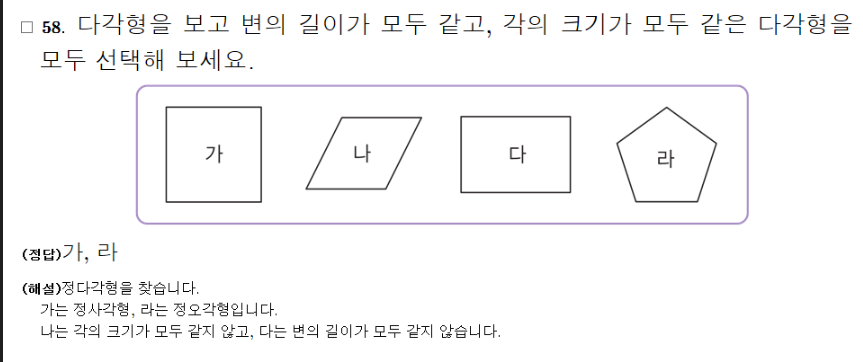 □ 58. 다각형을 보고 변의 길이가 모두 같고, 각의 크기가 모두 같은 다각형을
모두 선택해 보세요.
가 나 다 라
(정답)가, 라
(해설)정다각형을 찾습니다.
가는 정사각형, 라는 정오각형입니다.
나는 각의 크기가 모두 같지 않고, 다는 변의 길이가 모두 같지 않습니다.